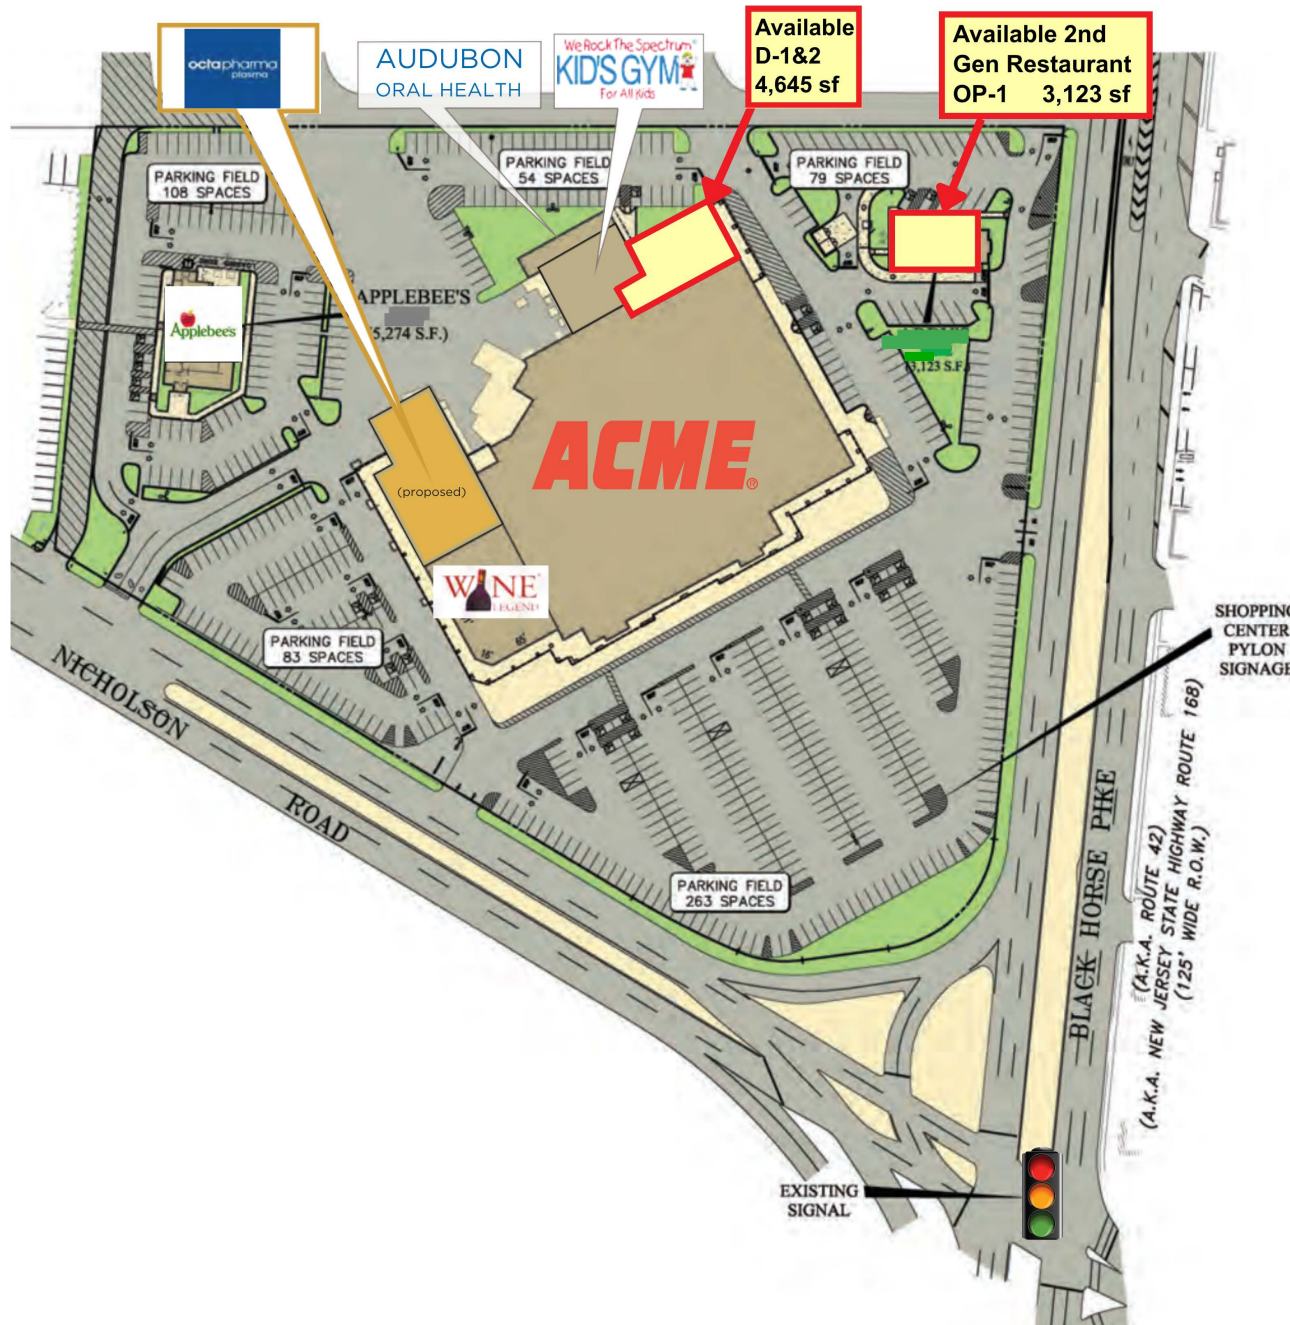 octapharma
plasma
AUDUBON
ORAL HEALTH
We Rock The Spectrum
KID'S GYM
For All Kids
Available
D-1&2
4,645 sf
Available 2nd
Gen Restaurant
OP-1 3,123 sf
PARKING FIELD
108 SPACES
PARKING FIELD
54 SPACES
PARKING FIELD
79 SPACES
Applebee's
APPLEBEE'S
(5,274 S.F.)
(3,123 S.F.)
ACME®
(proposed)
WINE
LEGEND
65'
16"
PARKING FIELD
83 SPACES
SHOPPING
CENTER
PYLON
SIGNAGE
NICHOLSON
ROAD
PARKING FIELD
263 SPACES
BLACK HORSE PIKE
(A.K.A. ROUTE 42)
(A.K.A. NEW JERSEY STATE HIGHWAY ROUTE 168)
(125' WIDE R.O.W.)
EXISTING
SIGNAL